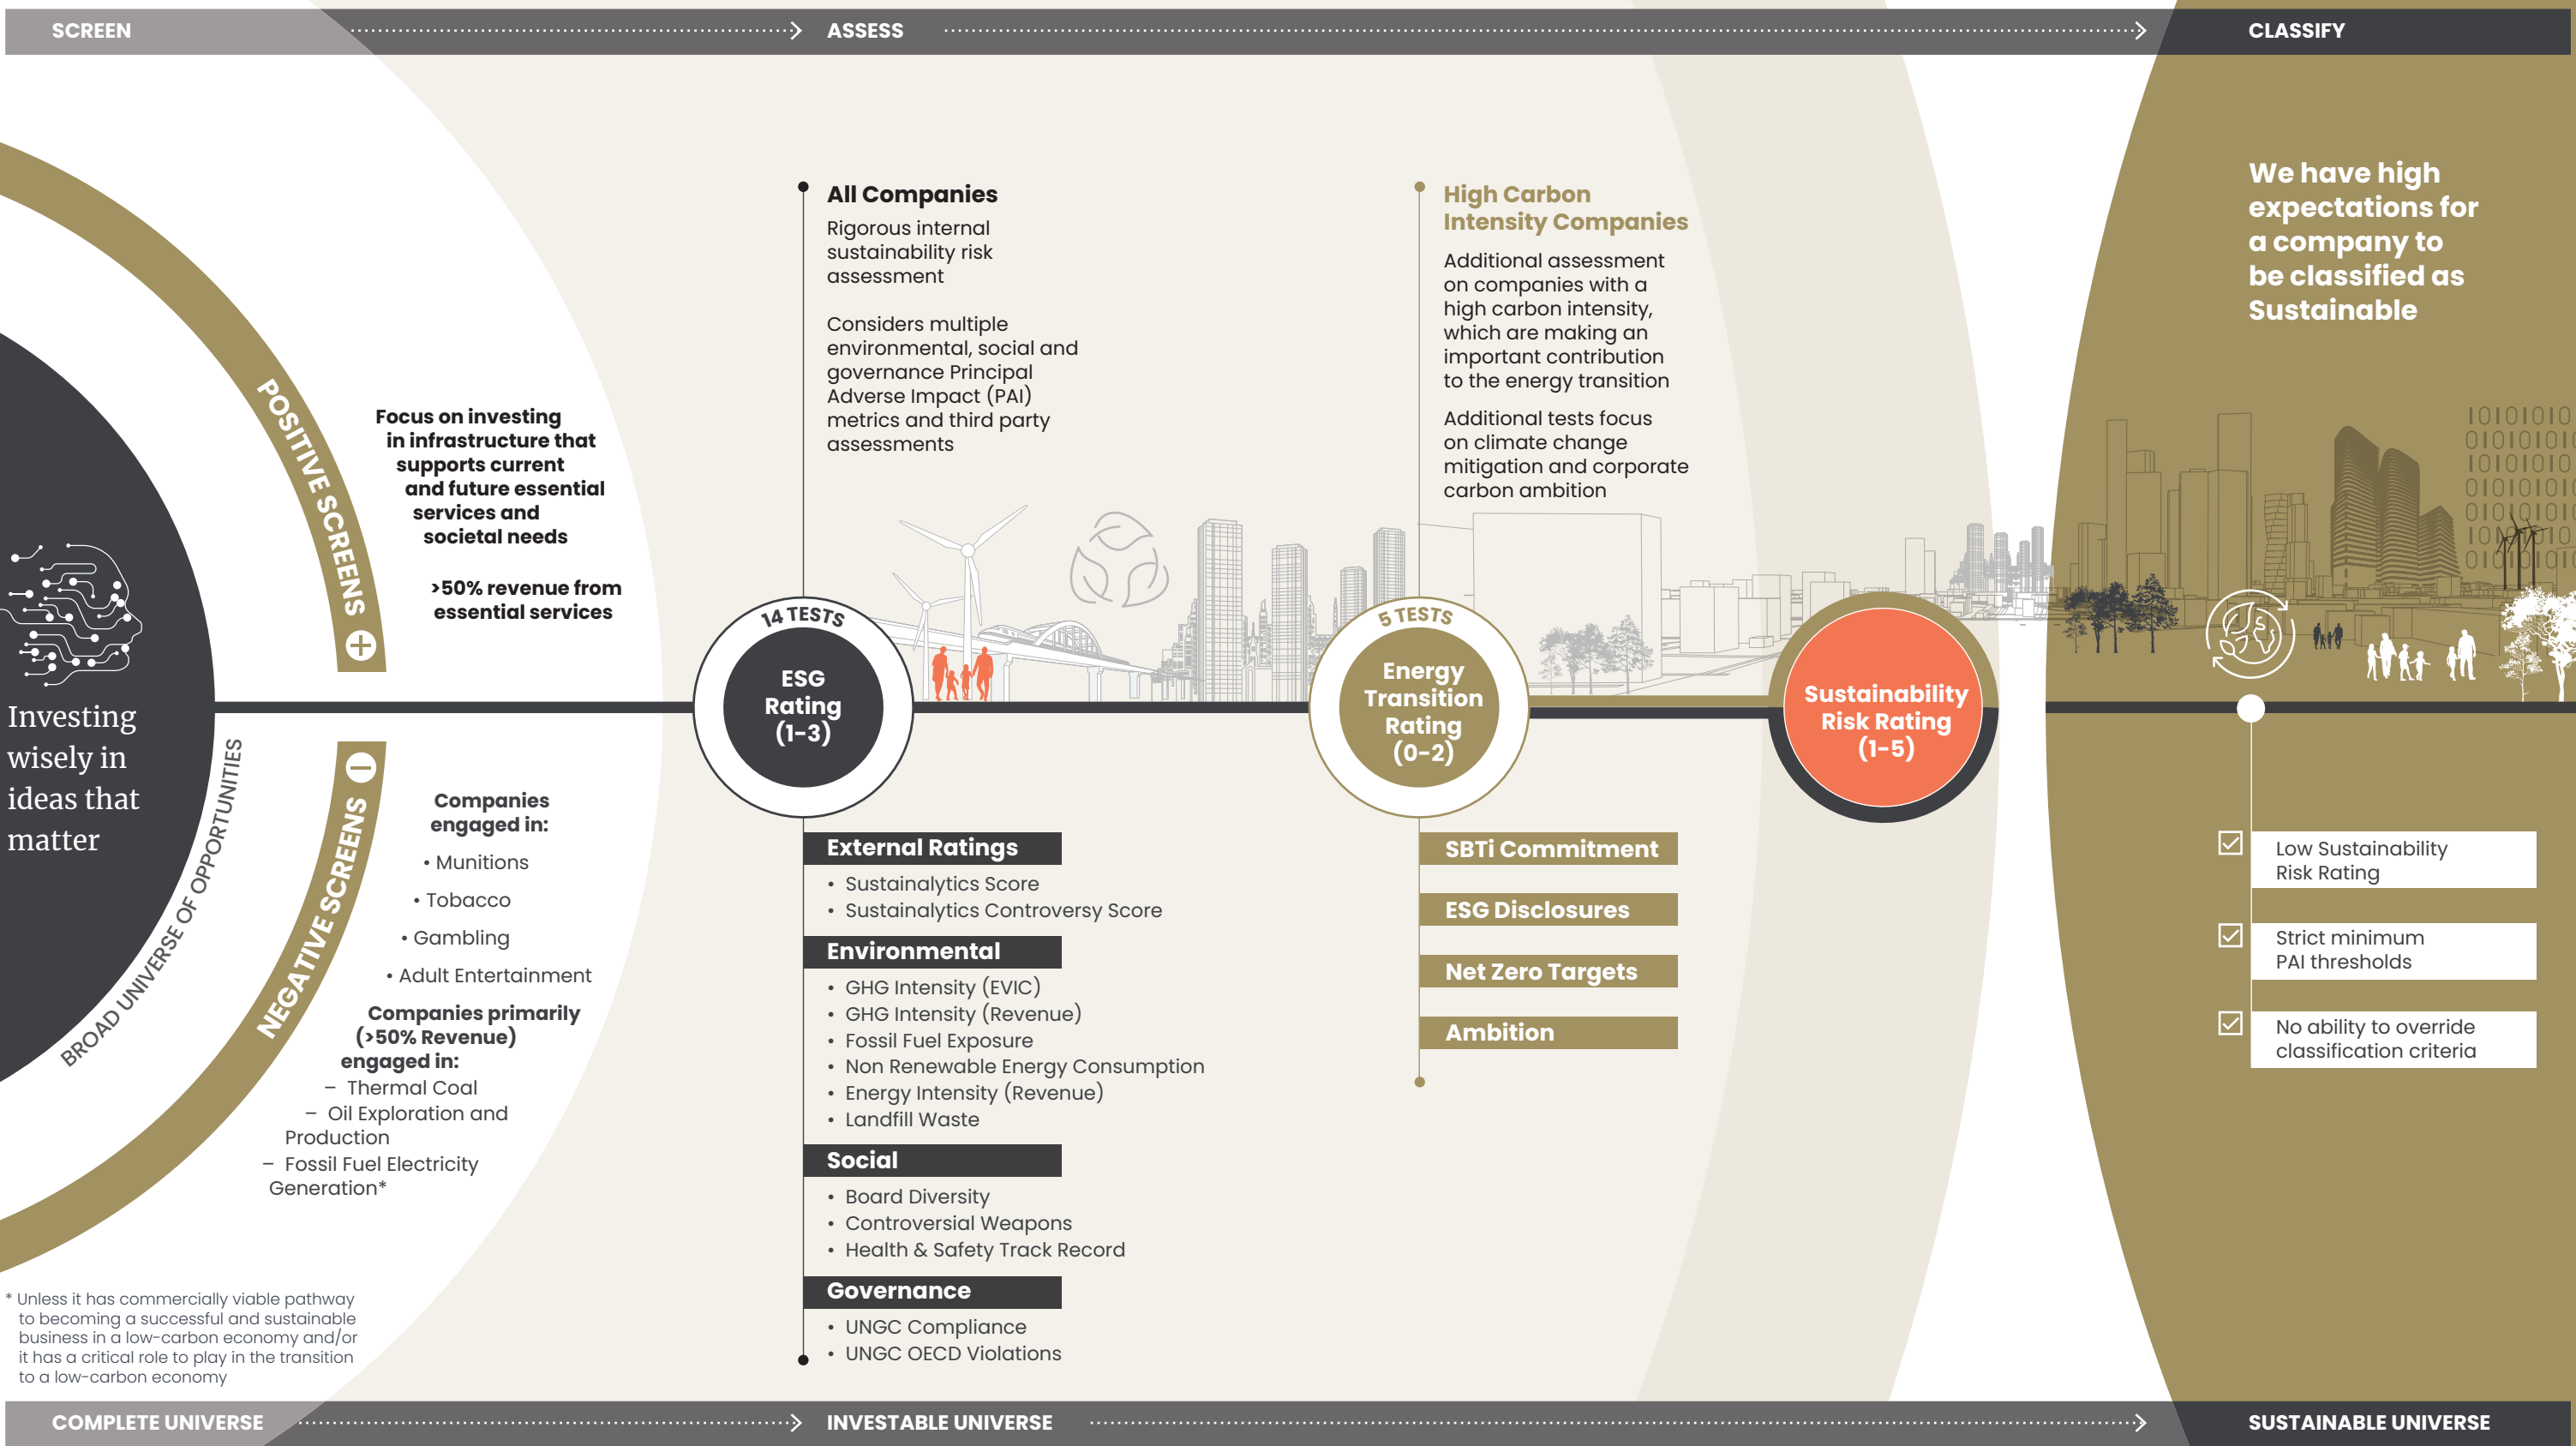 SCREEN
ASSESS
CLASSIFY
Investing
wisely in
ideas that
matter
BROAD UNIVERSE OF OPPORTUNITIES
POSITIVE SCREENS
Focus on investing
in infrastructure that
supports current
and future essential
services and
societal needs
>50% revenue from
essential services
NEGATIVE SCREENS
Companies
engaged in:
• Munitions
• Tobacco
• Gambling
• Adult Entertainment
Companies primarily
(>50% Revenue)
engaged in:
– Thermal Coal
– Oil Exploration and
Production
– Fossil Fuel Electricity
Generation*
* Unless it has commercially viable pathway
to becoming a successful and sustainable
business in a low-carbon economy and/or
it has a critical role to play in the transition
to a low-carbon economy
All Companies
Rigorous internal
sustainability risk
assessment
Considers multiple
environmental, social and
governance Principal
Adverse Impact (PAI)
metrics and third party
assessments
14 TESTS
ESG
Rating
(1-3)
External Ratings
• Sustainalytics Score
• Sustainalytics Controversy Score
Environmental
• GHG Intensity (EVIC)
• GHG Intensity (Revenue)
• Fossil Fuel Exposure
• Non Renewable Energy Consumption
• Energy Intensity (Revenue)
• Landfill Waste
Social
• Board Diversity
• Controversial Weapons
• Health & Safety Track Record
Governance
• UNGC Compliance
• UNGC OECD Violations
High Carbon
Intensity Companies
Additional assessment
on companies with a
high carbon intensity,
which are making an
important contribution
to the energy transition
Additional tests focus
on climate change
mitigation and corporate
carbon ambition
5 TESTS
Energy
Transition
Rating
(0-2)
SBTi Commitment
ESG Disclosures
Net Zero Targets
Ambition
Sustainability
Risk Rating
(1-5)
We have high
expectations for
a company to
be classified as
Sustainable
Low Sustainability
Risk Rating
Strict minimum
PAI thresholds
No ability to override
classification criteria
COMPLETE UNIVERSE
INVESTABLE UNIVERSE
SUSTAINABLE UNIVERSE